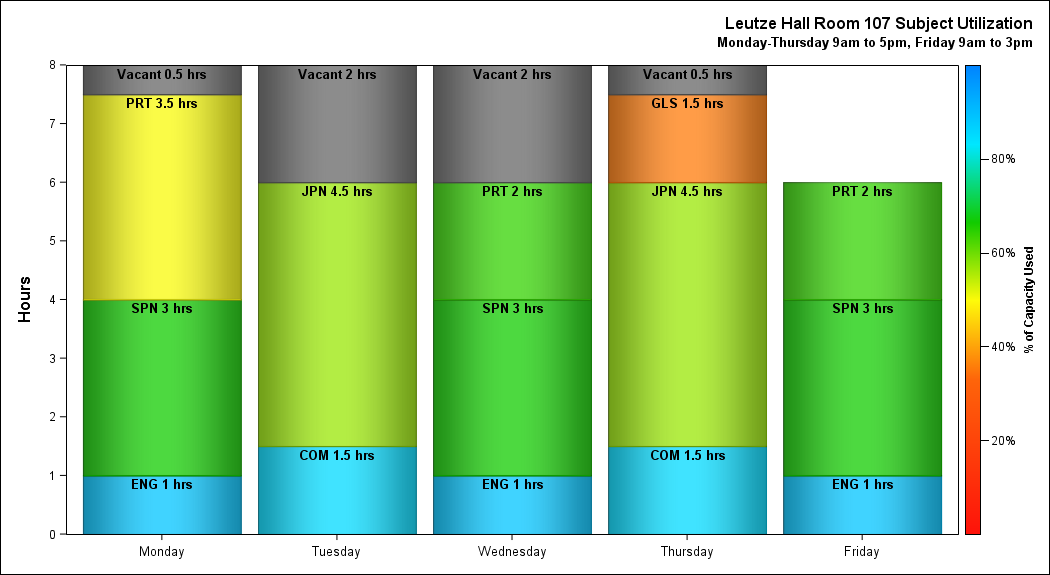 Leutze Hall Room 107 Subject Utilization
Monday-Thursday 9am to 5pm, Friday 9am to 3pm
Hours
8
7
6
5
4
3
2
1
0
Vacant 0.5 hrs
PRT 3.5 hrs
SPN 3 hrs
ENG 1 hrs
Vacant 2 hrs
JPN 4.5 hrs
COM 1.5 hrs
Vacant 2 hrs
PRT 2 hrs
SPN 3 hrs
ENG 1 hrs
Vacant 0.5 hrs
GLS 1.5 hrs
JPN 4.5 hrs
COM 1.5 hrs
PRT 2 hrs
SPN 3 hrs
ENG 1 hrs
Monday
Tuesday
Wednesday
Thursday
Friday
80%
60%
40%
20%
% of Capacity Used